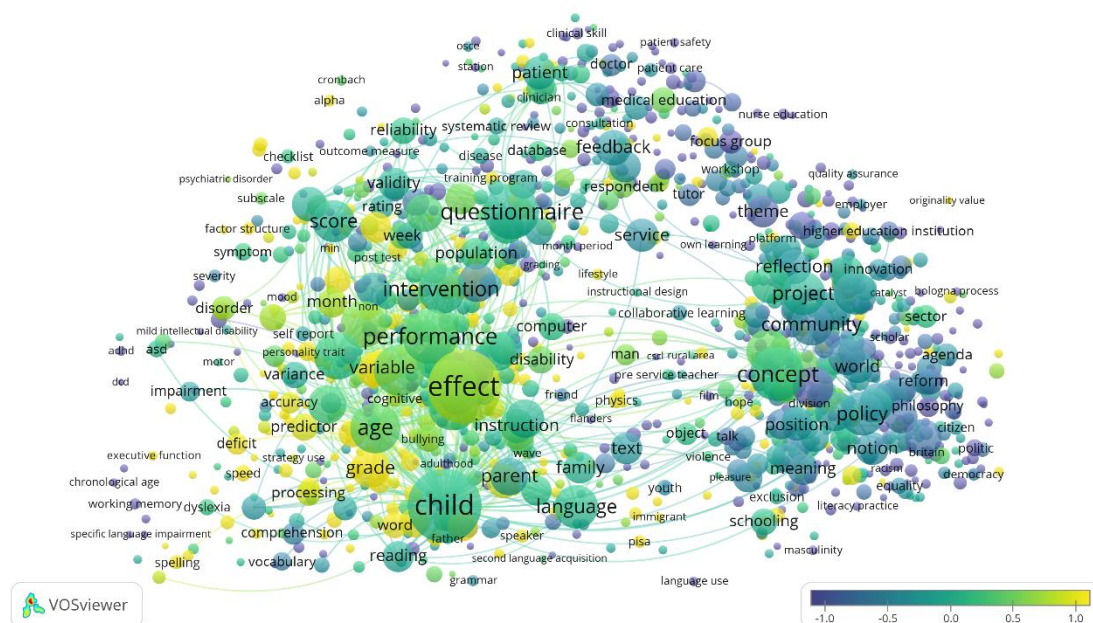 clinical skill
osce
patient safety
station
patient
doctor
patient care
cronbach
clinician
alpha
medical education
nurse education
reliability
systematic review
consultation
outcome measure
disease
database
feedback
focus group
checklist
training program
workshop
psychiatric disorder
validity
respondent
tutor
quality assurance
subscale
rating
questionnaire
theme
employer
originality value
factor structure
score
week
service
own learning
platform
higher education institution
symptom
min
post test
population
month period
grading
lifestyle
reflection
innovation
severity
intervention
instructional design
project
catalyst
bologna process
disorder
mood
month
non
collaborative learning
sector
mild intellectual disability
self report
performance
computer
community
scholar
adhd
asd
motor
personality trait
disability
man
csrd rural area
agenda
dcd
variance
variable
effect
pre service teacher
concept
world
reform
impairment
accuracy
cognitive
friend
physics
film
hope
division
philosophy
predictor
age
bullying
instruction
flanders
object
talk
position
policy
citizen
deficit
strategy use
wave
text
violence
notion
britain
politic
executive function
speed
grade
adulthood
parent
family
pleasure
meaning
racism
democracy
chronological age
processing
youth
exclusion
equality
working memory
dyslexia
child
language
literacy practice
specific language impairment
comprehension
word
father
speaker
immigrant
schooling
pisa
spelling
vocabulary
reading
second language acquisition
masculinity
grammar
language use
VOSviewer
-1.0
-0.5
0.0
0.5
1.0